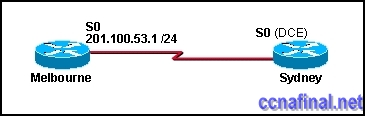 S0
201.100.53.1 /24
S0 (DCE)
Melbourne
Sydney
ccnafinal.net